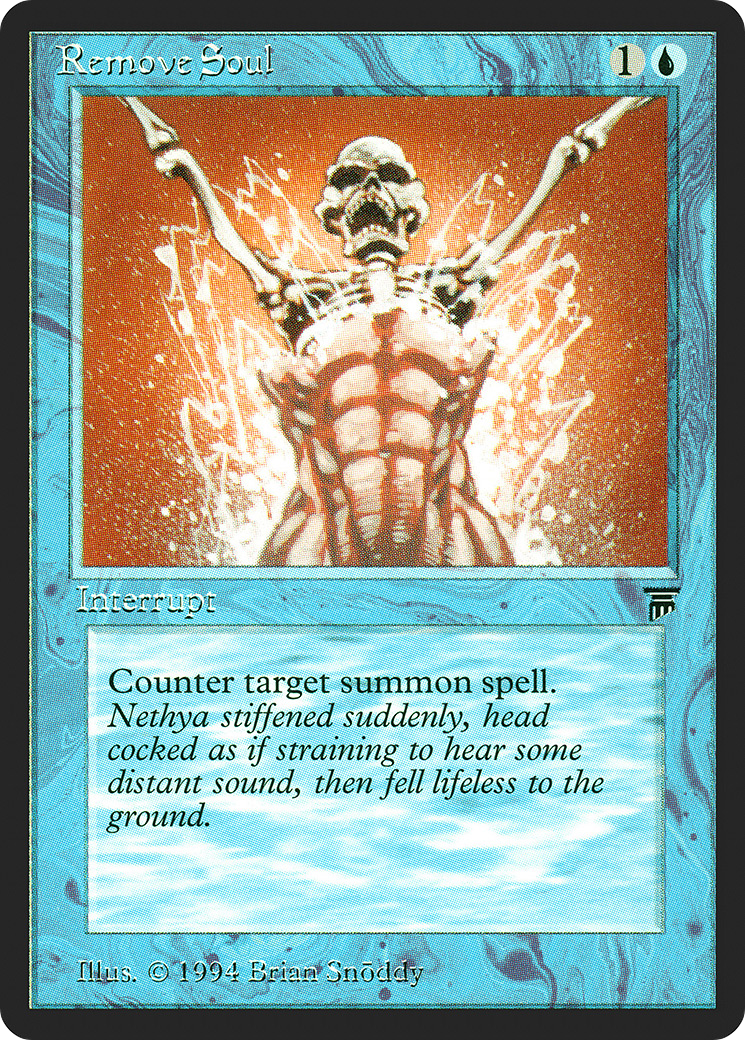 Remove Soul
1
Interrupt
Counter target summon spell.
Nethya stiffened suddenly, head
cocked as if straining to hear some
distant sound, then fell lifeless to the
ground.
Illus. © 1994 Brian Snōddy